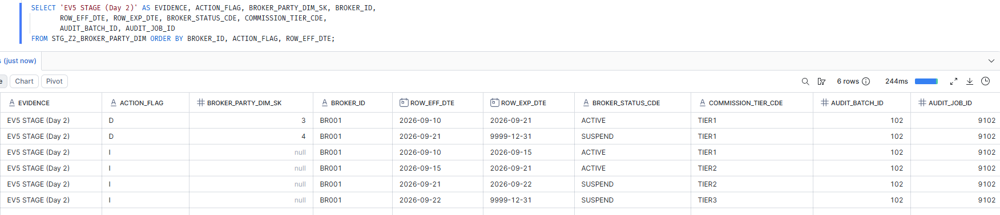 SELECT 'EV5 STAGE (Day 2)' AS EVIDENCE, ACTION_FLAG, BROKER_PARTY_DIM_SK, BROKER_ID,
ROW_EFF_DTE, ROW_EXP_DTE, BROKER_STATUS_CDE, COMMISSION_TIER_CDE,
AUDIT_BATCH_ID, AUDIT_JOB_ID
FROM STG_Z2_BROKER_PARTY_DIM ORDER BY BROKER_ID, ACTION_FLAG, ROW_EFF_DTE;
s (just now)
e Chart Pivot 6 rows 244ms
EVIDENCE ACTION_FLAG BROKER_PARTY_DIM_SK BROKER_ID ROW_EFF_DTE ROW_EXP_DTE BROKER_STATUS_CDE COMMISSION_TIER_CDE AUDIT_BATCH_ID AUDIT_JOB_ID
EV5 STAGE (Day 2) D 3 BR001 2026-09-10 2026-09-21 ACTIVE TIER1 102 9102
EV5 STAGE (Day 2) D 4 BR001 2026-09-21 9999-12-31 SUSPEND TIER1 102 9102
EV5 STAGE (Day 2) I null BR001 2026-09-10 2026-09-15 ACTIVE TIER1 102 9102
EV5 STAGE (Day 2) I null BR001 2026-09-15 2026-09-21 ACTIVE TIER2 102 9102
EV5 STAGE (Day 2) I null BR001 2026-09-21 2026-09-22 SUSPEND TIER2 102 9102
EV5 STAGE (Day 2) I null BR001 2026-09-22 9999-12-31 SUSPEND TIER3 102 9102